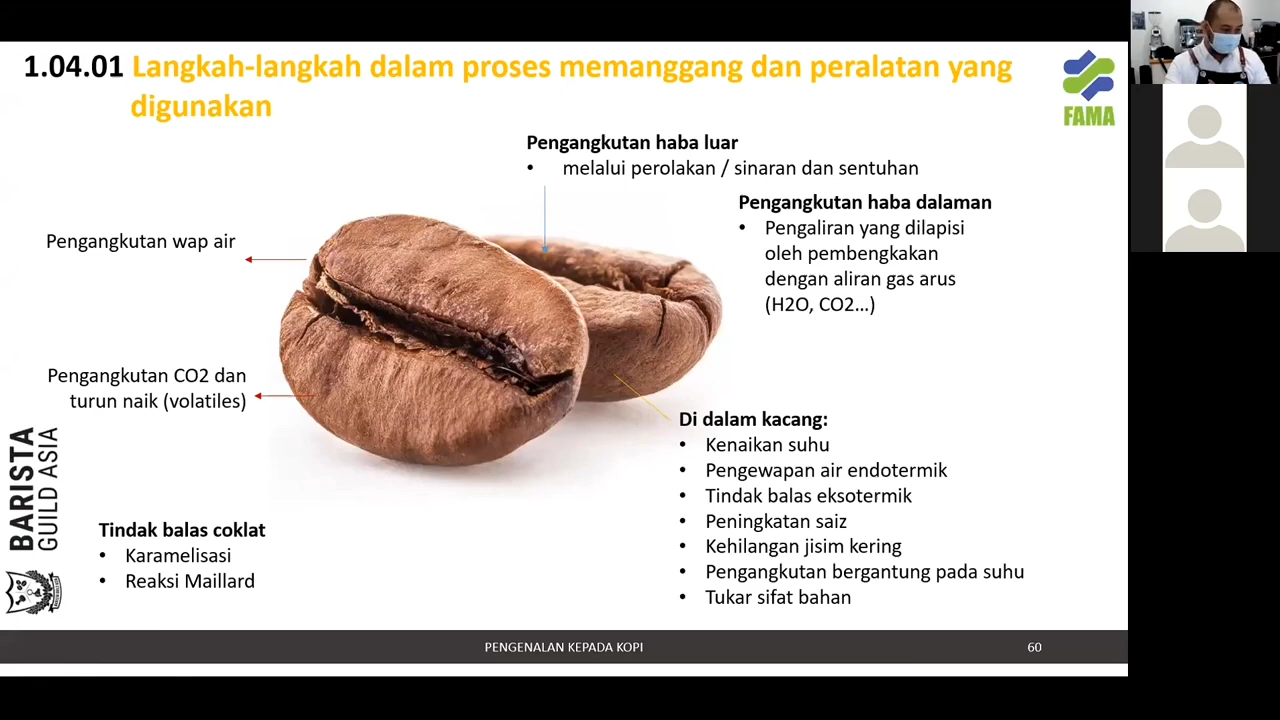 1.04.01 Langkah-langkah dalam proses memanggang dan peralatan yang
digunakan
FAMA
Pengangkutan haba luar
• melalui perolakan / sinaran dan sentuhan
Pengangkutan haba dalaman
• Pengaliran yang dilapisi
oleh pembengkakan
dengan aliran gas arus
(H2O, CO2...)
Pengangkutan wap air
Pengangkutan CO2 dan
turun naik (volatiles)
Di dalam kacang:
• Kenaikan suhu
• Pengewapan air endotermik
• Tindak balas eksotermik
• Peningkatan saiz
• Kehilangan jisim kering
• Pengangkutan bergantung pada suhu
• Tukar sifat bahan
Tindak balas coklat
• Karamelisasi
• Reaksi Maillard
BARISTA
GUILD ASIA
PENGENALAN KEPADA KOPI
60